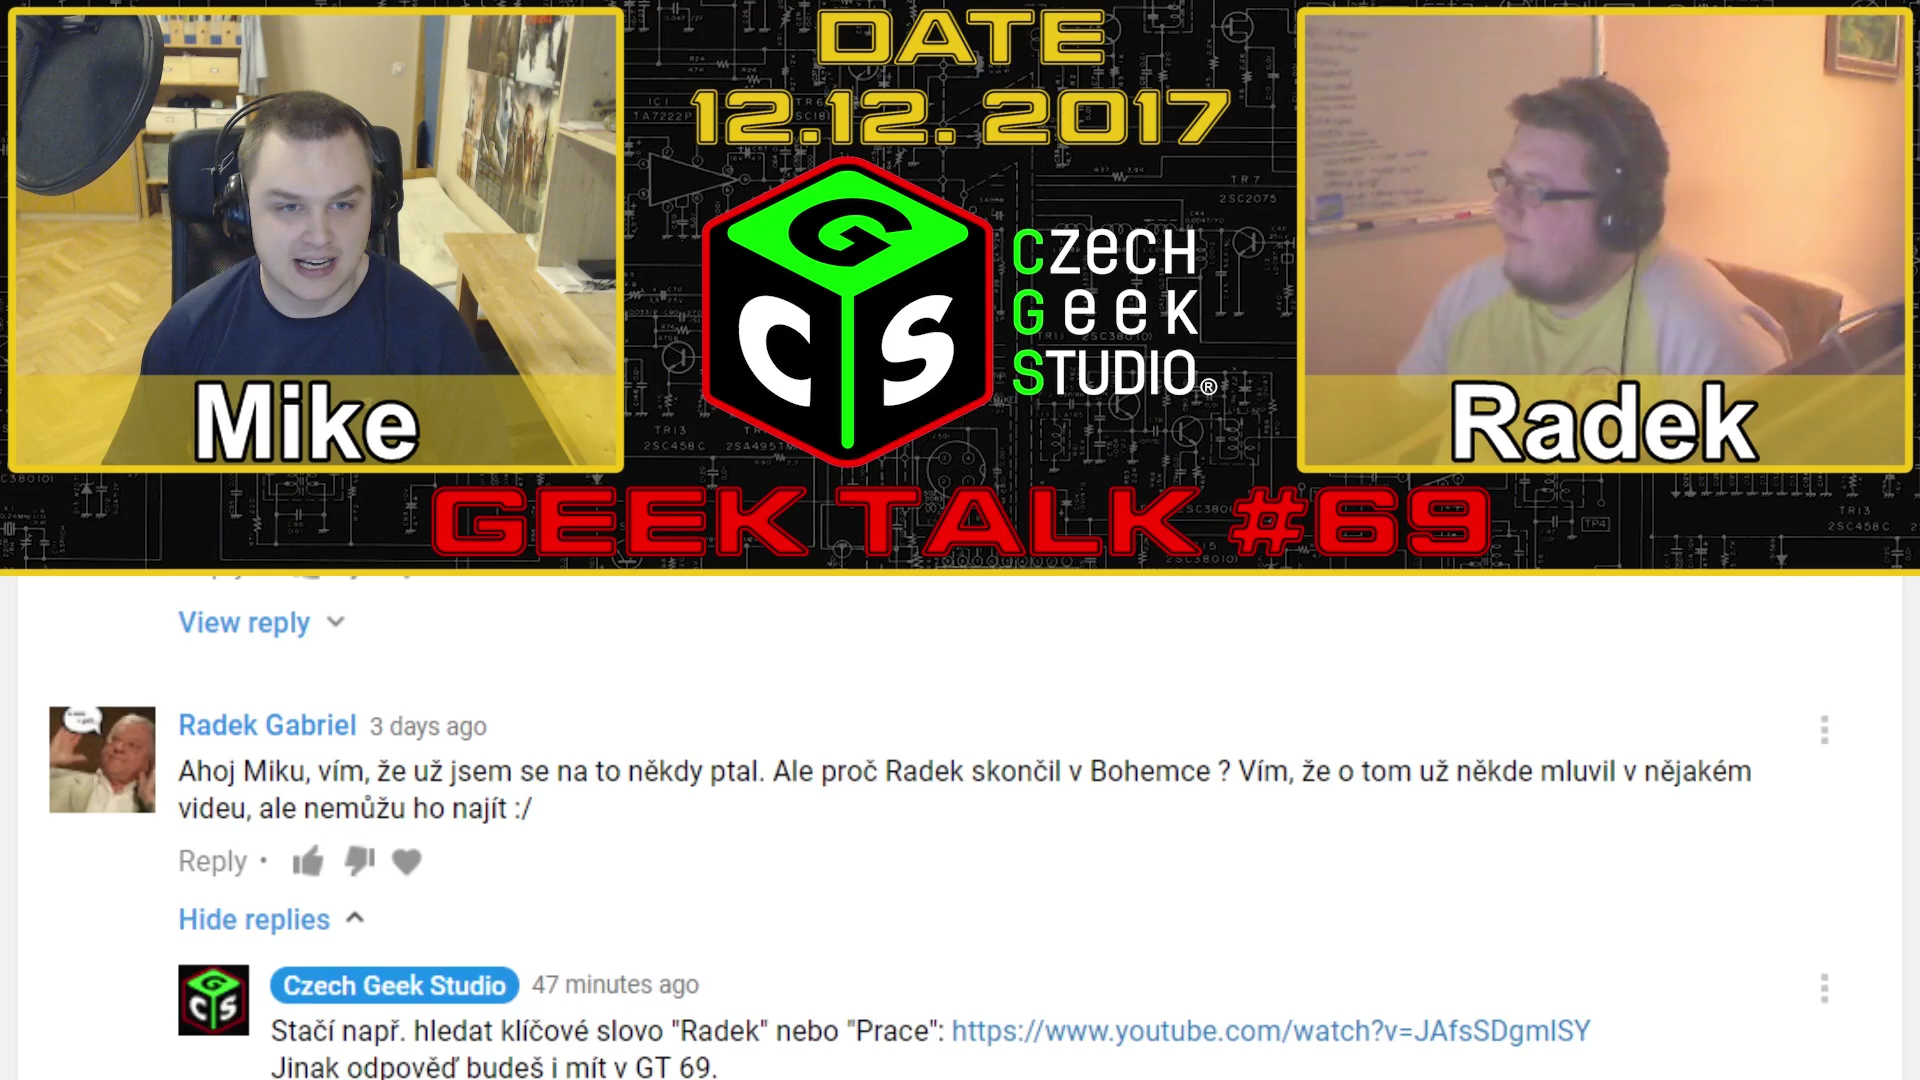 DATE
12.12. 2017
G
C S
CZECH
GEEK
STUDIO®
Mike
Radek
GEEK TALK #69
View reply
Radek Gabriel 3 days ago
Ahoj Miku, vím, že už jsem se na to někdy ptal. Ale proč Radek skončil v Bohemce ? Vím, že o tom už někde mluvil v nějakém
videu, ale nemůžu ho najít :/
Reply •
Hide replies
Czech Geek Studio 47 minutes ago
Stačí např. hledat klíčové slovo "Radek" nebo "Prace": https://www.youtube.com/watch?v=JAfsSDgmlSY
Jinak odpověď budeš i mít v GT 69.